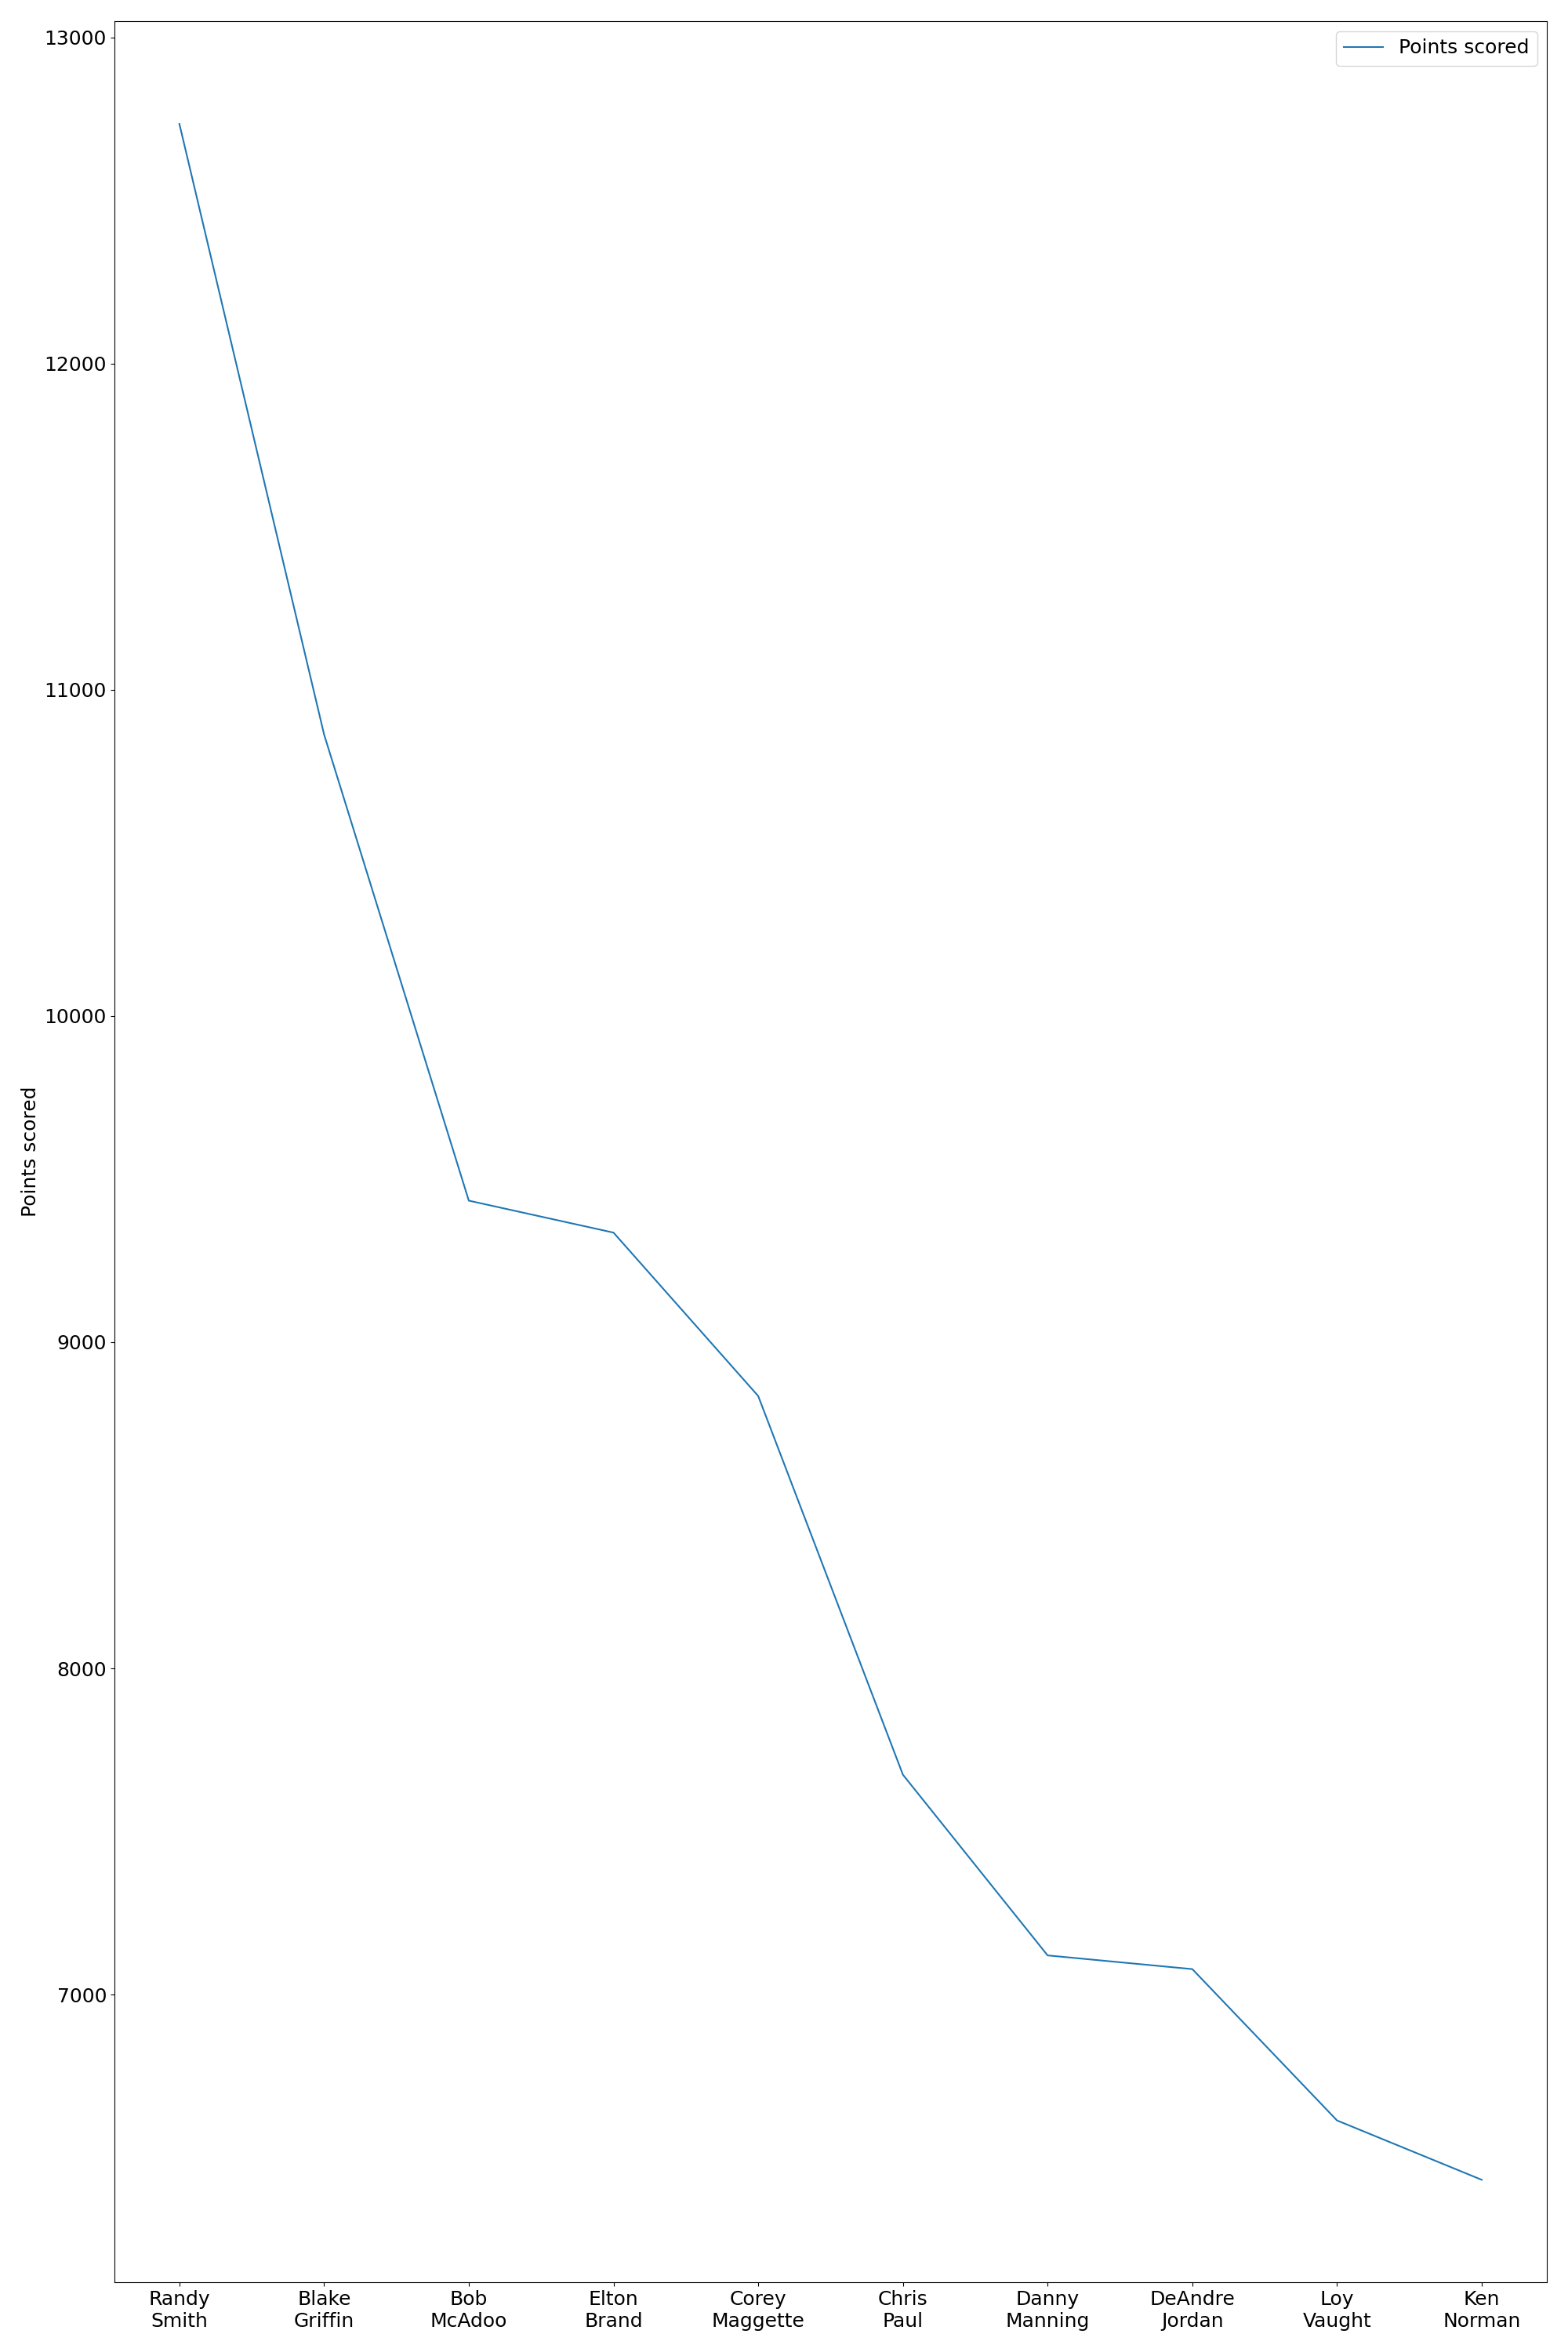 13000
12000
11000
10000
9000
8000
7000
Points scored
Points scored
Randy Smith
Blake Griffin
Bob McAdoo
Elton Brand
Corey Maggette
Chris Paul
Danny Manning
DeAndre Jordan
Loy Vaught
Ken Norman